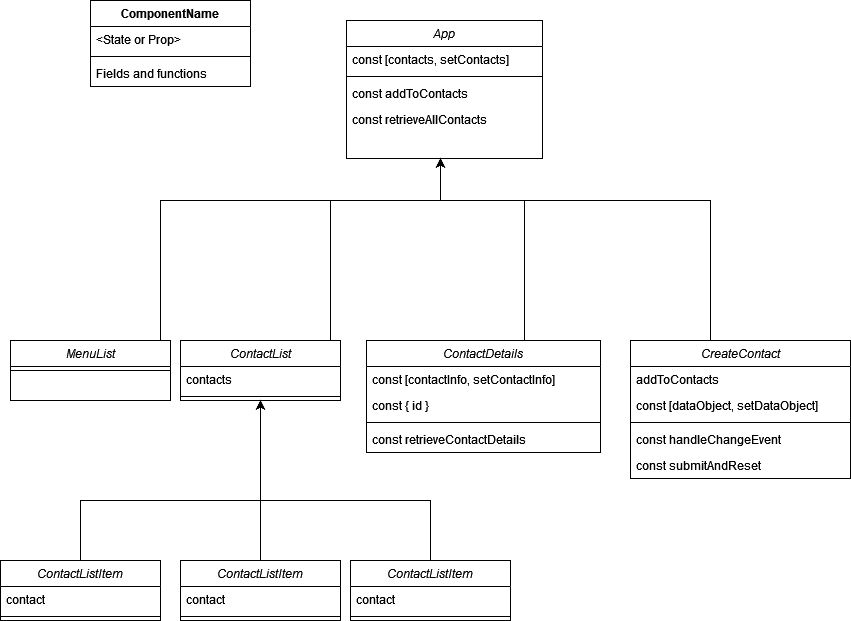 ComponentName
<State or Prop>
Fields and functions
App
const [contacts, setContacts]
const addToContacts
const retrieveAllContacts
MenuList
ContactList
contacts
ContactDetails
const [contactInfo, setContactInfo]
const { id }
const retrieveContactDetails
CreateContact
addToContacts
const [dataObject, setDataObject]
const handleChangeEvent
const submitAndReset
ContactListItem
contact
ContactListItem
contact
ContactListItem
contact